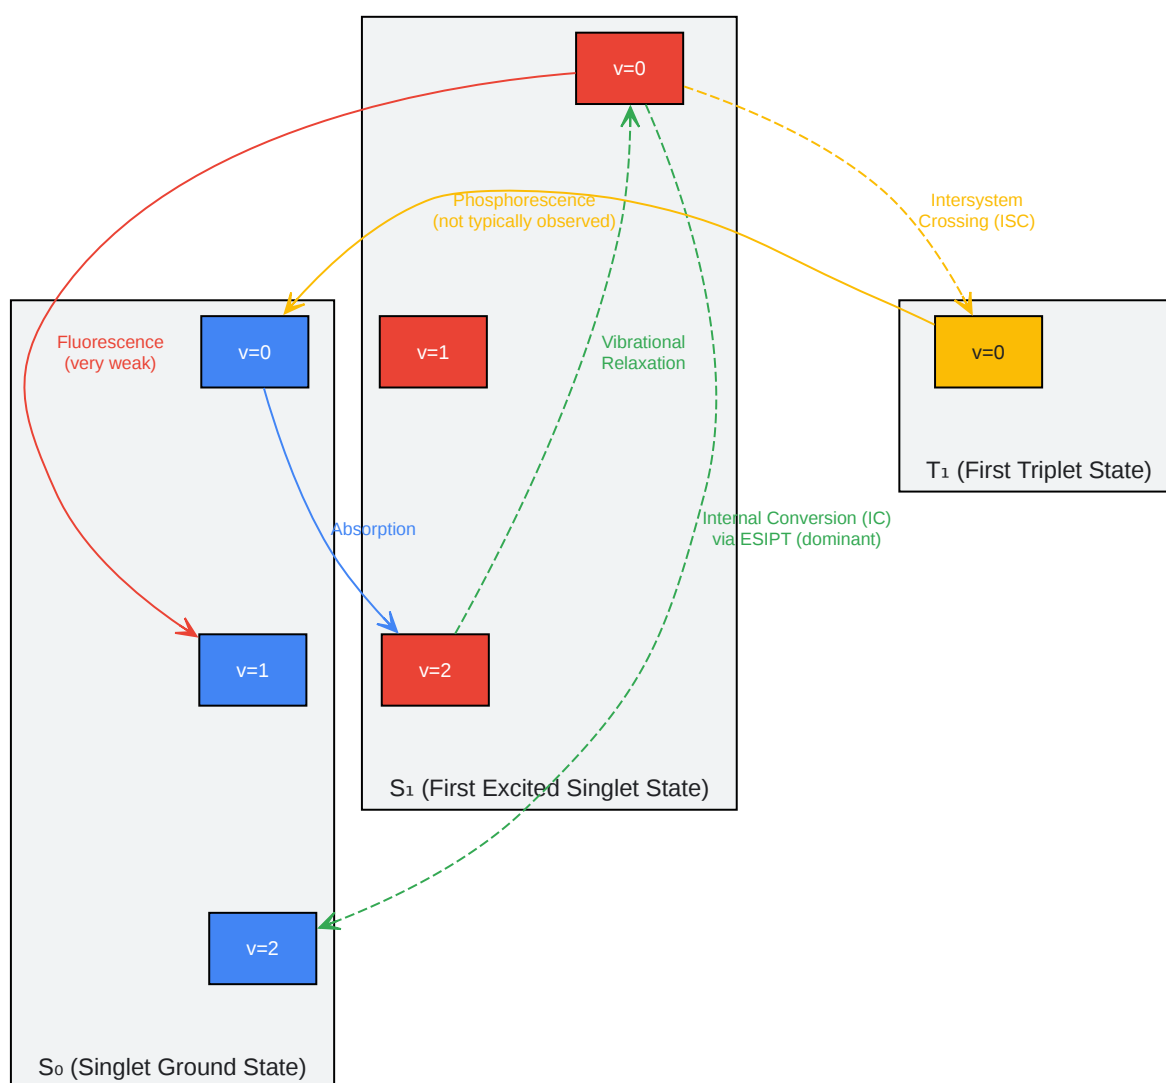 v=0
Phosphorescence
(not typically observed)
Intersystem
Crossing (ISC)
Fluorescence
(very weak)
v=0
v=1
Vibrational
Relaxation
v=0
T₁ (First Triplet State)
Absorption
Internal Conversion (IC)
via ESIPT (dominant)
v=1
v=2
S₁ (First Excited Singlet State)
v=2
S₀ (Singlet Ground State)